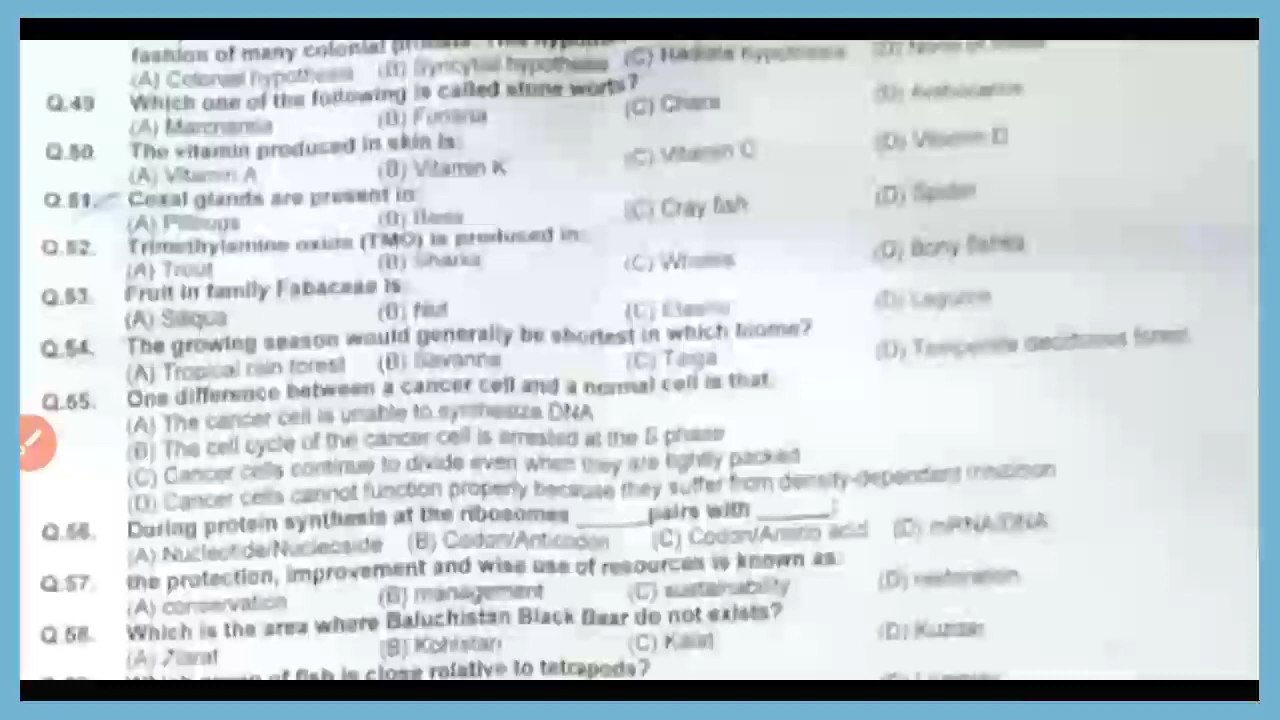 fashion of many colonial
(A) Colonial hypothesis (B) Syncytial hypothesis (C) Hadzi's hypothesis (D) None of these
Q.49 Which one of the following is called stone worts?
(A) Marchantia (B) Funaria (C) Chara (D)
Q.50 The vitamin produced in skin is:
(A) Vitamin A (B) Vitamin K (C) Vitamin C (D) Vitamin D
Q.51. Coxal glands are present in:
(A) Pillbugs (B) Bees (C) Cray fish (D) Spider
Q.52. Trimethylamine oxide (TMO) is produced in:
(A) Trout (B) Sharks (C) Whales (D) Bony fishes
Q.53. Fruit in family Fabaceae is
(A) Siliqua (B) Nut (C) (D) Legume
Q.54. The growing season would generally be shortest in which biome?
(A) Tropical rain forest (B) Savanna (C) Taiga (D) Temperate deciduous forest
Q.55. One difference between a cancer cell and a normal cell is that:
(A) The cancer cell is unable to synthesize DNA
(B) The cell cycle of the cancer cell is arrested at the S phase
(C) Cancer cells continue to divide even when they are tightly packed
(D) Cancer cells cannot function properly because they suffer from density-dependent inhibition
Q.56. During protein synthesis at the ribosomes _____ pairs with _____:
(A) Nucleotide/Nucleoside (B) Codon/Anticodon (C) Codon/Amino acid (D) mRNA/DNA
Q.57. the protection, improvement and wise use of resources is known as:
(A) conservation (B) management (C) sustainability (D) restoration
Q.58. Which is the area where Baluchistan Black Bear do not exists?
(A) Ziarat (B) Kohistan (C) Kalat (D) Kuzdar
of fish is close relative to tetrapods?